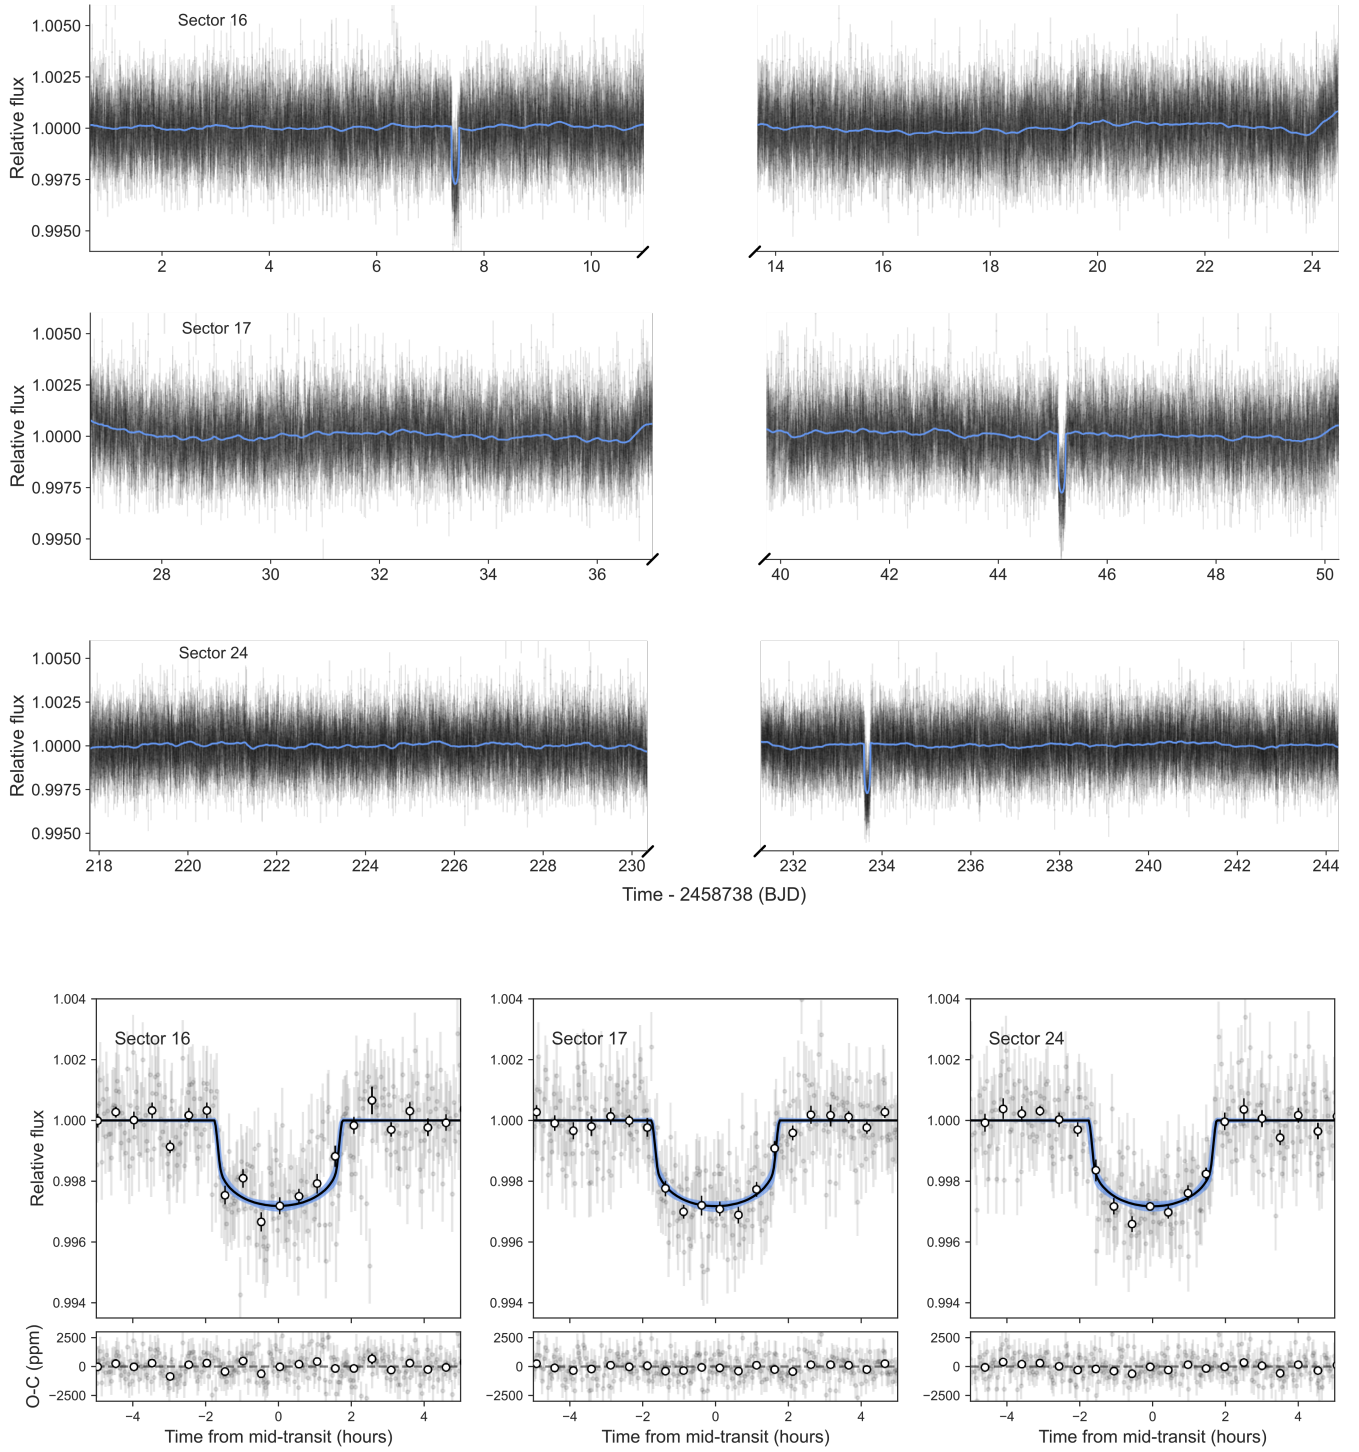 Sector 16
Relative flux
1.0050
1.0025
1.0000
0.9975
0.9950
2 4 6 8 10 14 16 18 20 22 24
Sector 17
Relative flux
1.0050
1.0025
1.0000
0.9975
0.9950
28 30 32 34 36 40 42 44 46 48 50
Sector 24
Relative flux
1.0050
1.0025
1.0000
0.9975
0.9950
218 220 222 224 226 228 230 232 234 236 238 240 242 244
Time - 2458738 (BJD)
Sector 16
Relative flux
1.004
1.002
1.000
0.998
0.996
0.994
O-C (ppm)
2500
0
−2500
−4 −2 0 2 4
Time from mid-transit (hours)
Sector 17
1.004
1.002
1.000
0.998
0.996
0.994
2500
0
−2500
−4 −2 0 2 4
Time from mid-transit (hours)
Sector 24
1.004
1.002
1.000
0.998
0.996
0.994
2500
0
−2500
−4 −2 0 2 4
Time from mid-transit (hours)